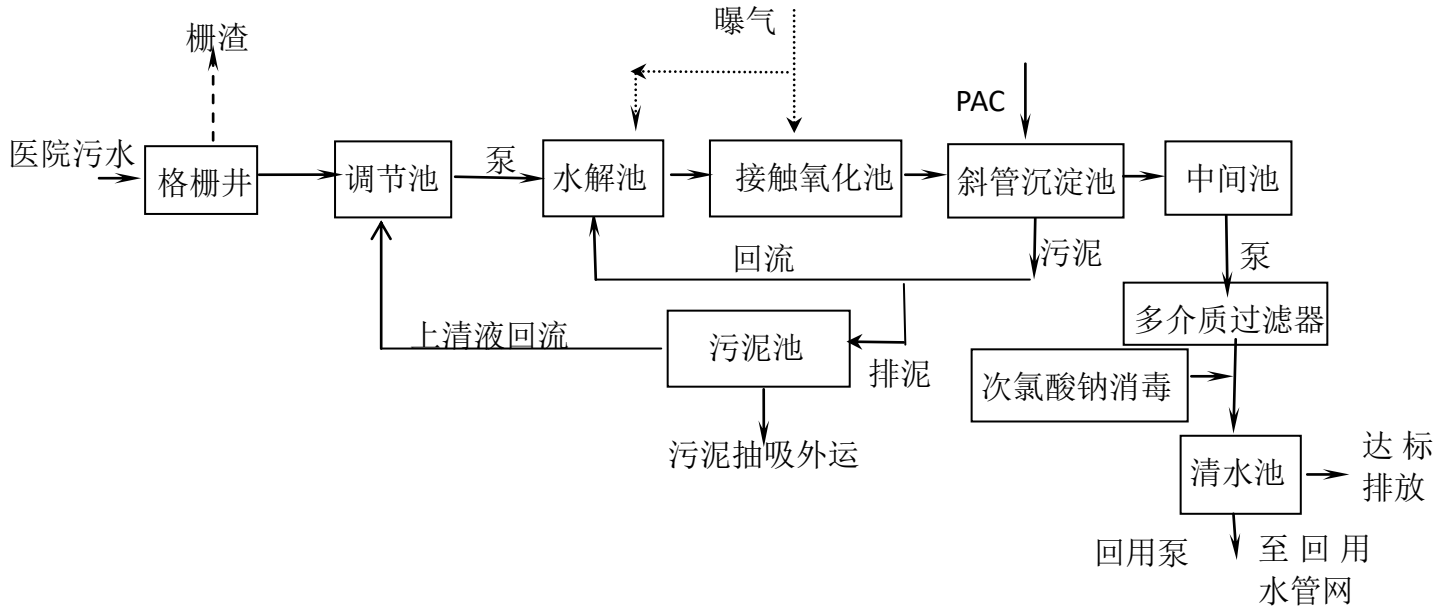 曝气
栅渣
PAC
医院污水
格栅井
调节池
泵
水解池
接触氧化池
斜管沉淀池
中间池
回流
污泥
泵
多介质过滤器
上清液回流
污泥池
排泥
次氯酸钠消毒
污泥抽吸外运
清水池
达 标
排放
回用泵
至 回 用
水管网